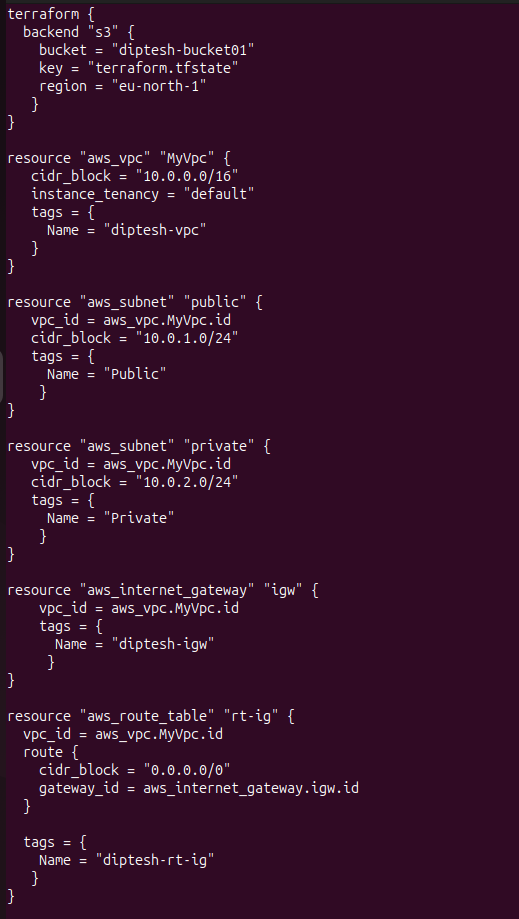 terraform {
  backend "s3" {
    bucket = "diptesh-bucket01"
    key = "terraform.tfstate"
    region = "eu-north-1"
   }
}

resource "aws_vpc" "MyVpc" {
   cidr_block = "10.0.0.0/16"
   instance_tenancy = "default"
   tags = {
     Name = "diptesh-vpc"
   }
}

resource "aws_subnet" "public" {
   vpc_id = aws_vpc.MyVpc.id
   cidr_block = "10.0.1.0/24"
   tags = {
     Name = "Public"
    }
}

resource "aws_subnet" "private" {
   vpc_id = aws_vpc.MyVpc.id
   cidr_block = "10.0.2.0/24"
   tags = {
     Name = "Private"
    }
}

resource "aws_internet_gateway" "igw" {
    vpc_id = aws_vpc.MyVpc.id
    tags = {
      Name = "diptesh-igw"
     }
}

resource "aws_route_table" "rt-ig" {
  vpc_id = aws_vpc.MyVpc.id
  route {
    cidr_block = "0.0.0.0/0"
    gateway_id = aws_internet_gateway.igw.id
  }

  tags = {
    Name = "diptesh-rt-ig"
   }
}